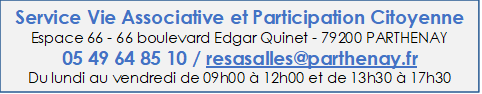 Service Vie Associative et Participation Citoyenne
Espace 66 - 66 boulevard Edgar Quinet - 79200 PARTHENAY
05 49 64 85 10 / resasalles@parthenay.fr
Du lundi au vendredi de 09h00 à 12h00 et de 13h30 à 17h30